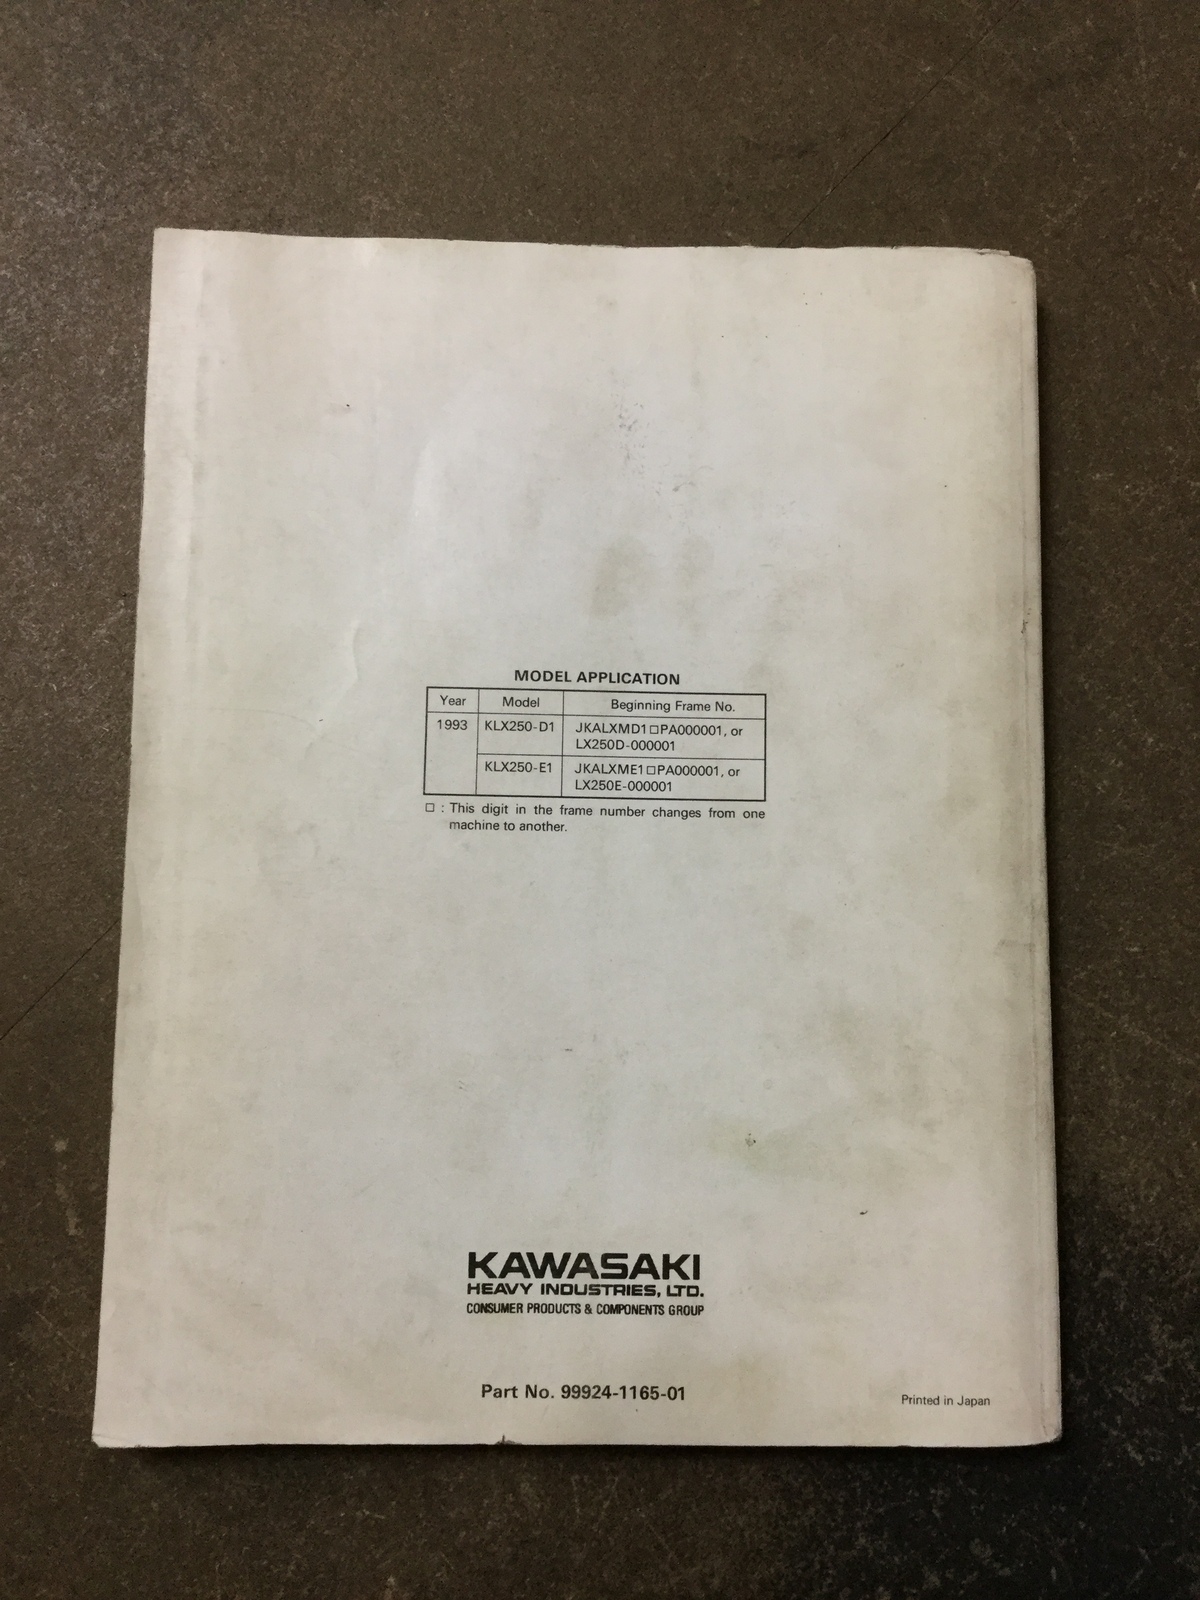 MODEL APPLICATION
Year Model Beginning Frame No.
1993 KLX250-D1 JKALXMD1□PA000001, or
LX250D-000001
KLX250-E1 JKALXME1□PA000001, or
LX250E-000001
□ : This digit in the frame number changes from one
machine to another.
KAWASAKI
HEAVY INDUSTRIES, LTD.
CONSUMER PRODUCTS & COMPONENTS GROUP
Part No. 99924-1165-01
Printed in Japan